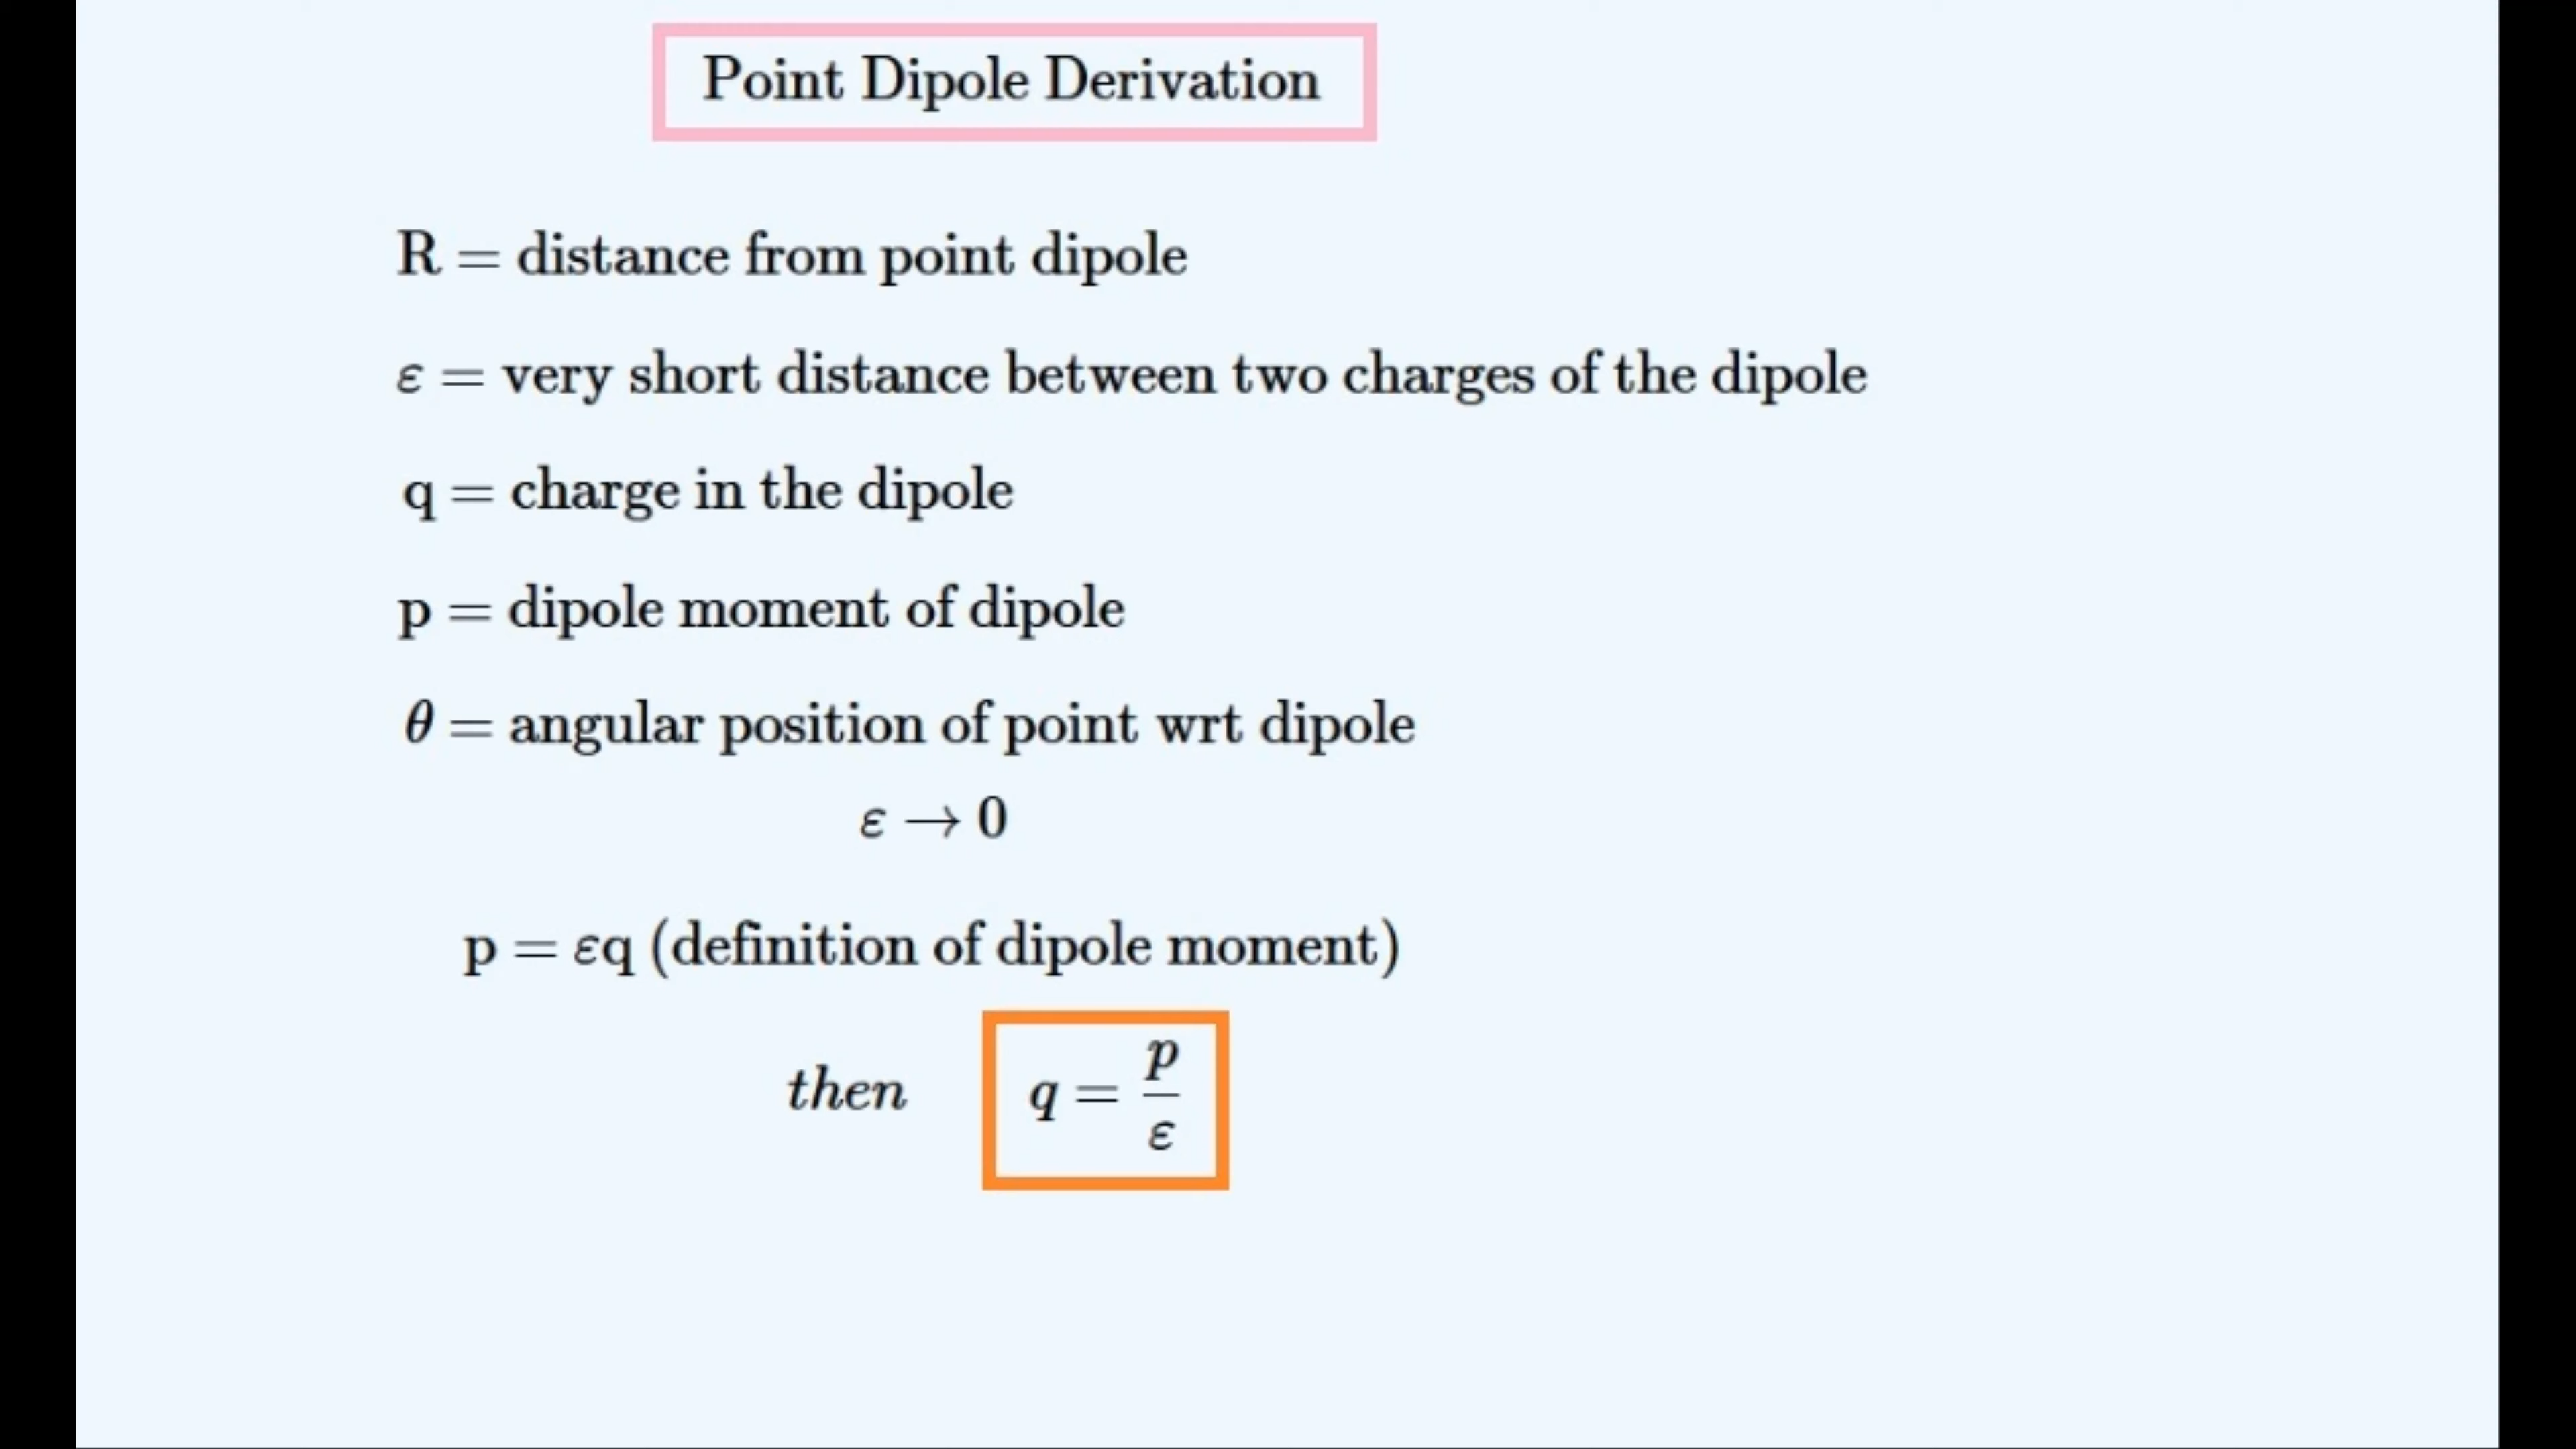 Point Dipole Derivation
R = distance from point dipole
ε = very short distance between two charges of the dipole
q = charge in the dipole
p = dipole moment of dipole
θ = angular position of point wrt dipole
ε → 0
p = εq (definition of dipole moment)
then q = p/ε